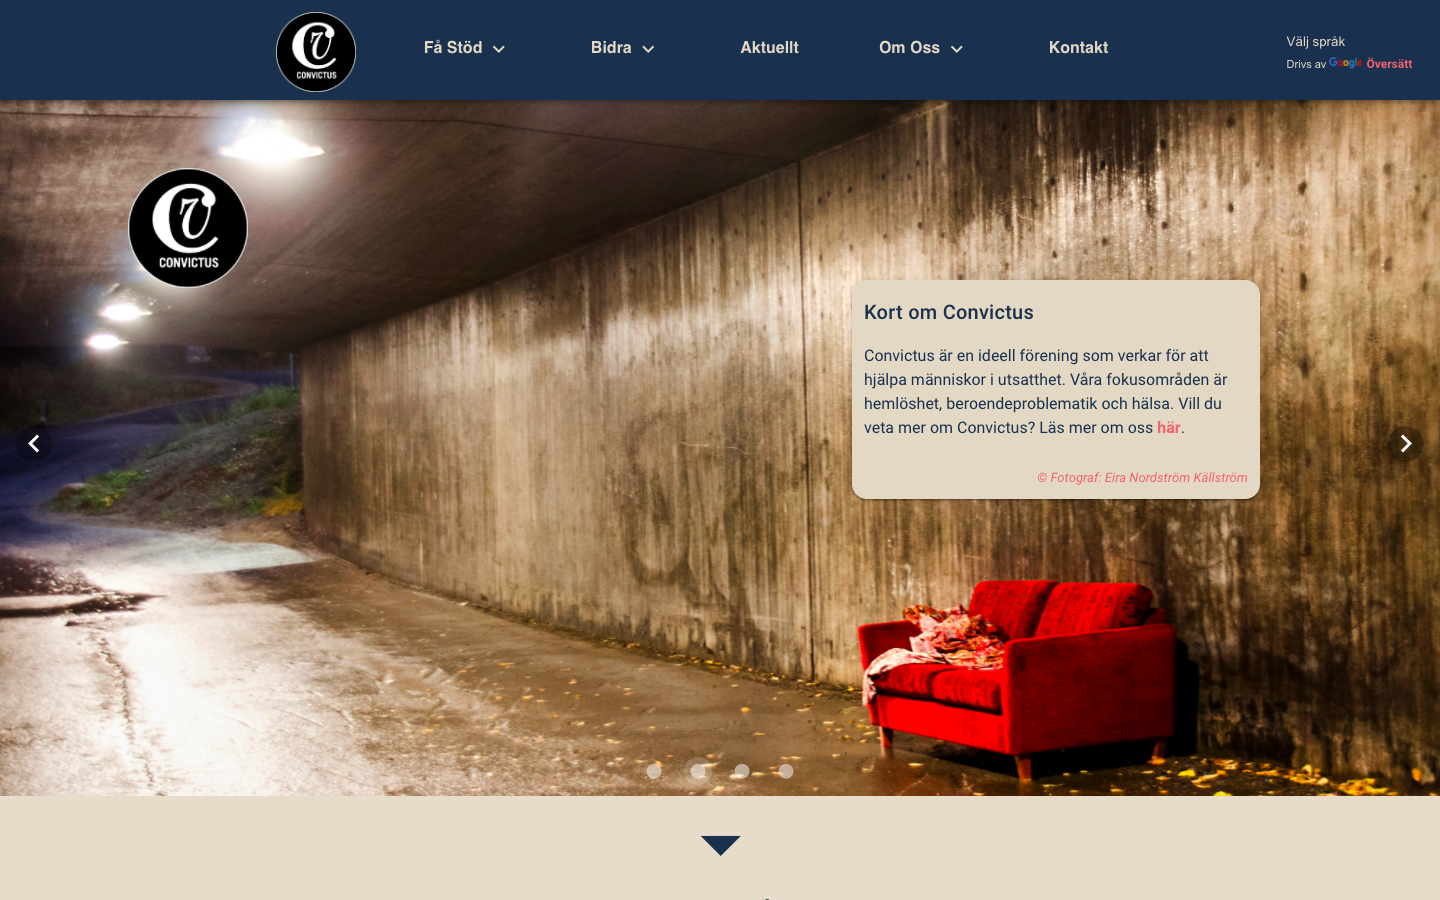 CONVICTUS
Få Stöd
Bidra
Aktuellt
Om Oss
Kontakt
Välj språk
Drivs av Google Översätt
CONVICTUS
Kort om Convictus
Convictus är en ideell förening som verkar för att
hjälpa människor i utsatthet. Våra fokusområden är
hemlöshet, beroendeproblematik och hälsa. Vill du
veta mer om Convictus? Läs mer om oss här.
© Fotograf: Eira Nordström Källström